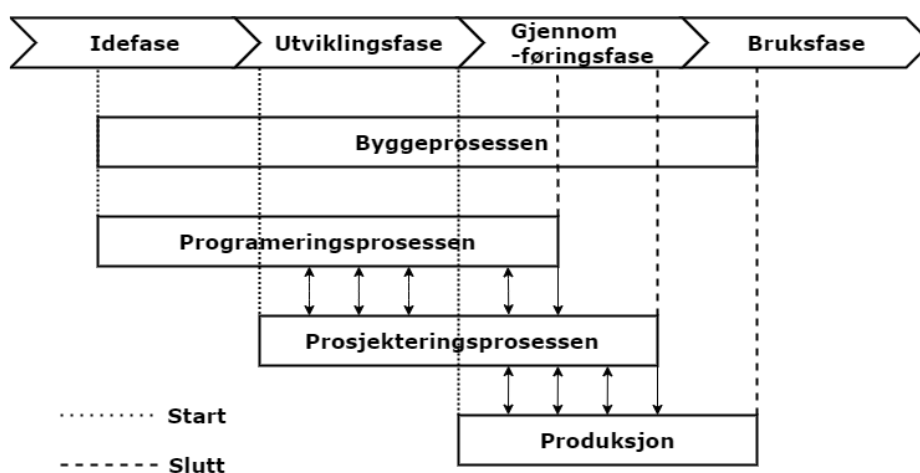 Idefase
Utviklingsfase
Gjennom
-føringsfase
Bruksfase
Byggeprosessen
Programeringsprosessen
Prosjekteringsprosessen
Produksjon
Start
Slutt